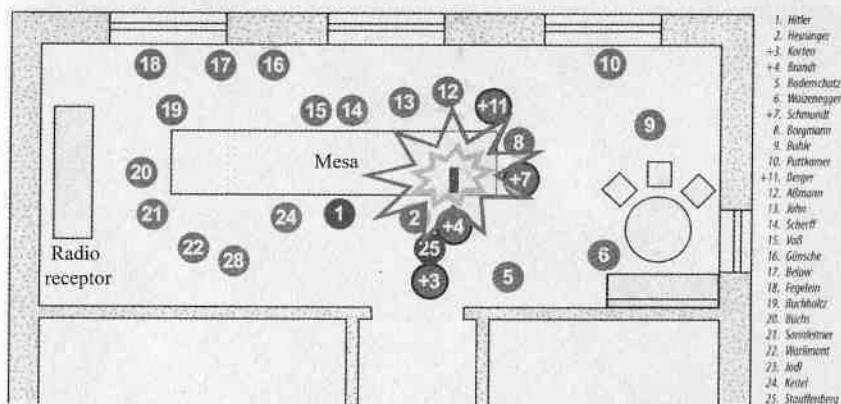 18 17 16 10
19 15 14 13 12 +11 9
Mesa 8
20 +7
21 24 1 2 +4
Radio
receptor
22 28 25 6
+3 5
1. Hitler
2. Heusinger
+3. Korten
+4. Brandt
5. Bodenschatz
6. Waizenegger
+7. Schmundt
8. Borgmann
9. Buhle
10. Puttkamer
+11. Berger
12. Aßmann
13. John
14. Scherff
15. Voß
16. Günsche
17. Below
18. Fegelein
19. Buchholtz
20. Büchs
21. Sonnleitner
22. Warlimont
23. Jodl
24. Keitel
25. Stauffenberg